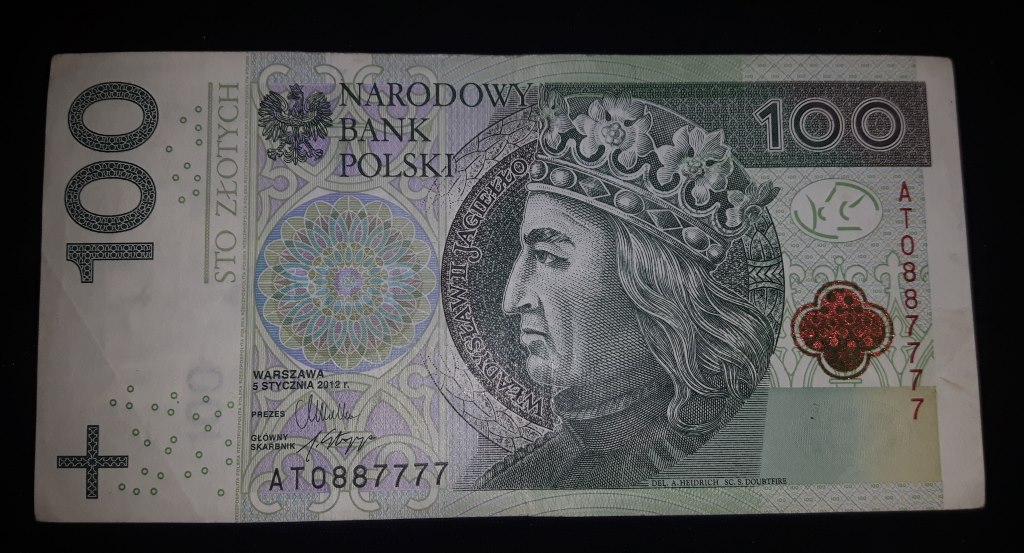 100
STO ZŁOTYCH
NARODOWY
BANK
POLSKI
WŁADYSŁAW II JAGIEŁŁO
100
AT0887777
WARSZAWA
5 STYCZNIA 2012 r.
PREZES
GŁÓWNY
SKARBNIK
AT0887777
DEL. A. HEIDRICH SC. S. DOUBTFIRE